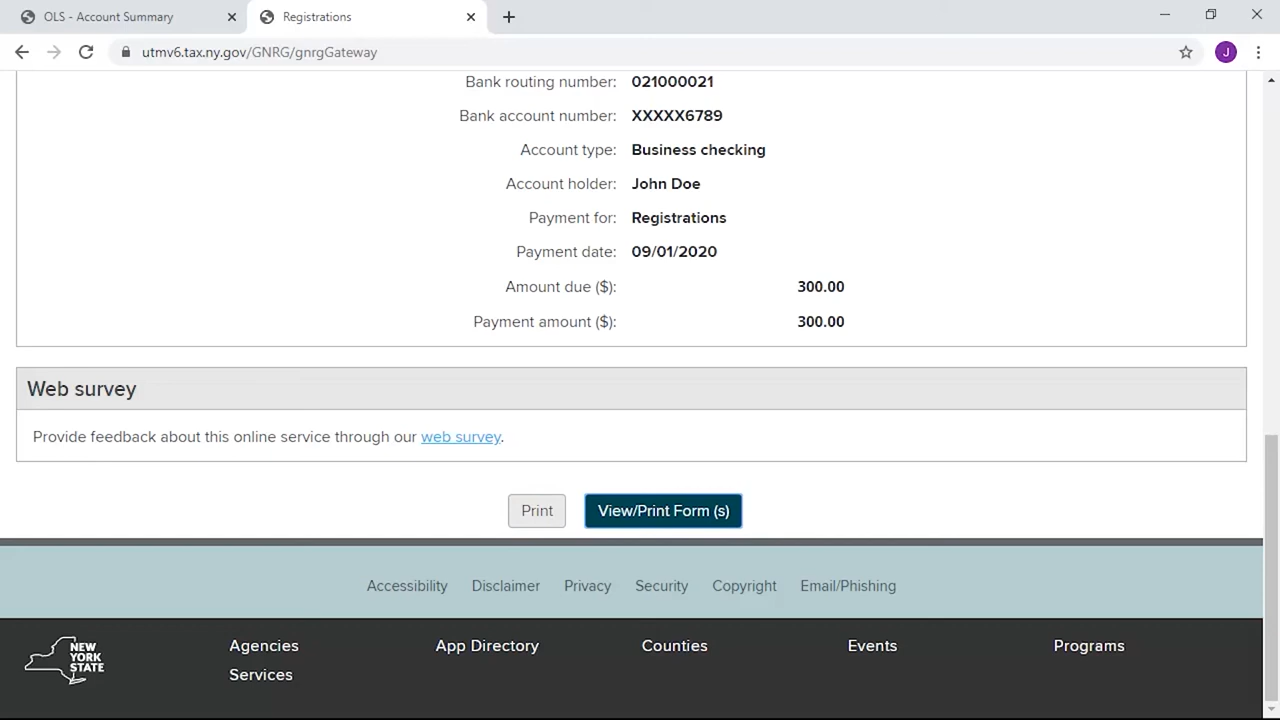 OLS - Account Summary
Registrations
utmv6.tax.ny.gov/GNRG/gnrgGateway
J
Bank routing number: 021000021
Bank account number: XXXXX6789
Account type: Business checking
Account holder: John Doe
Payment for: Registrations
Payment date: 09/01/2020
Amount due ($): 300.00
Payment amount ($): 300.00
Web survey
Provide feedback about this online service through our web survey.
Print View/Print Form (s)
Accessibility Disclaimer Privacy Security Copyright Email/Phishing
NEW YORK STATE
Agencies App Directory Counties Events Programs
Services